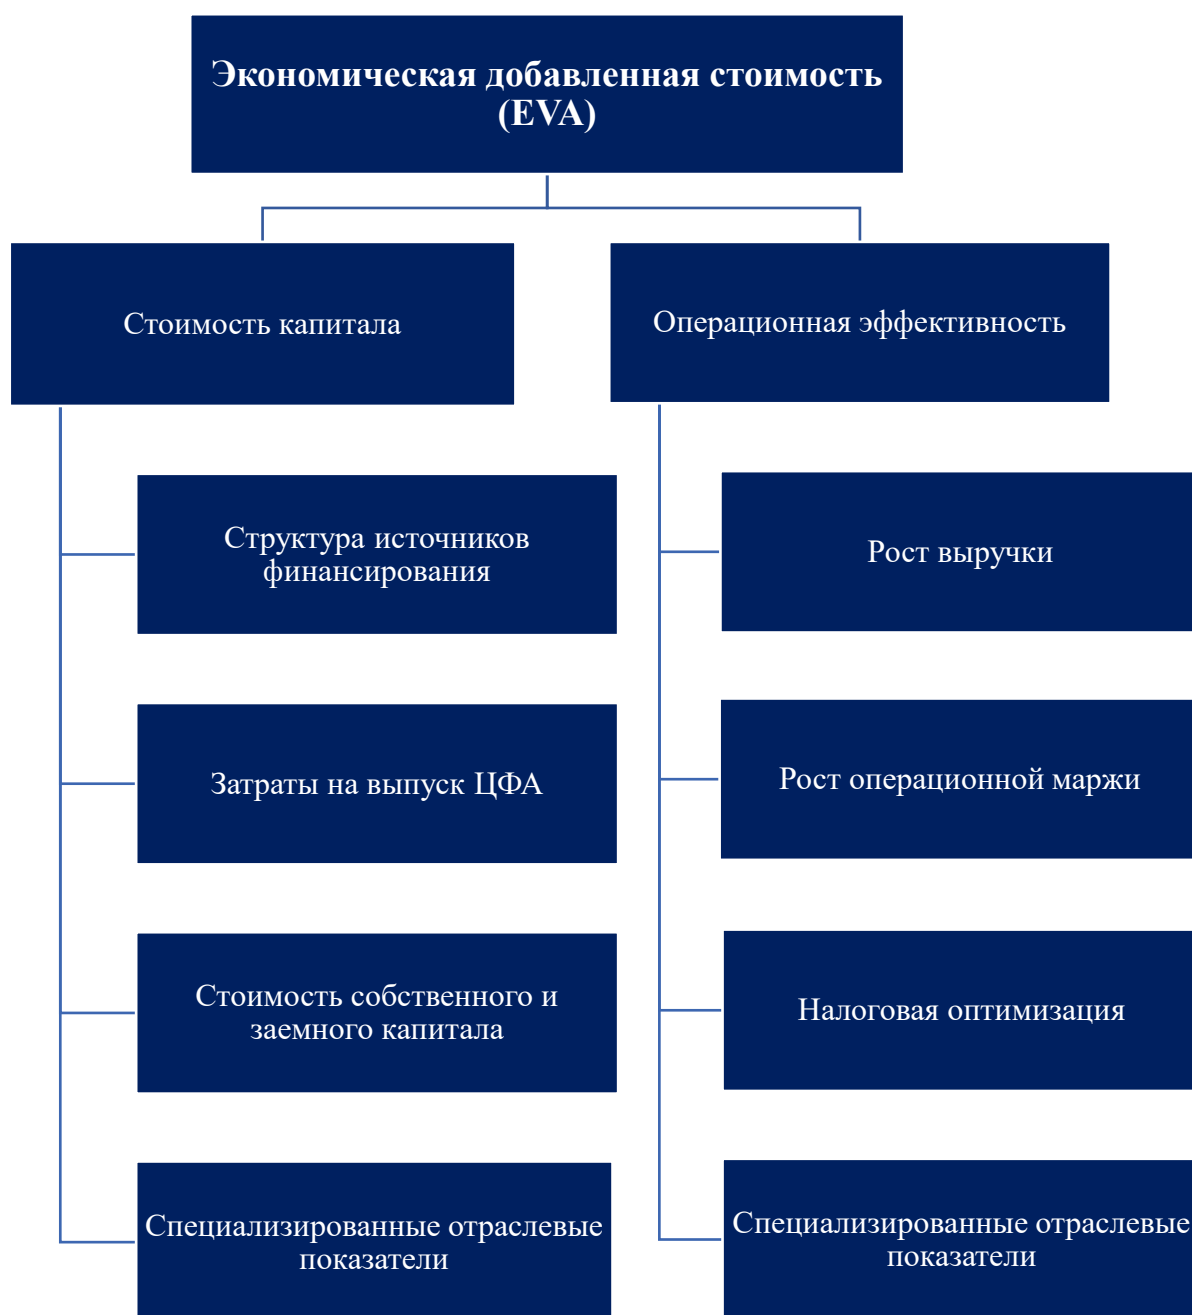 Экономическая добавленная стоимость
(EVA)
Стоимость капитала
Операционная эффективность
Структура источников
финансирования
Затраты на выпуск ЦФА
Стоимость собственного и
заемного капитала
Специализированные отраслевые
показатели
Рост выручки
Рост операционной маржи
Налоговая оптимизация
Специализированные отраслевые
показатели